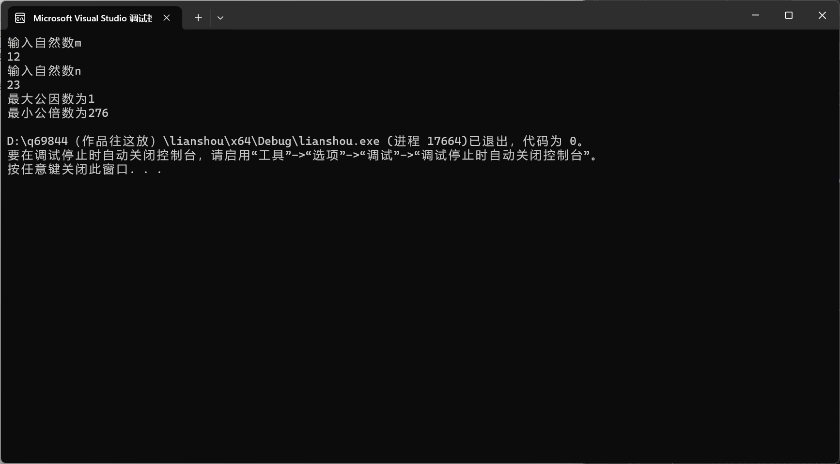 Microsoft Visual Studio 调试
输入自然数m
12
输入自然数n
23
最大公因数为1
最小公倍数为276
D:\q69844（作品往这放）\lianshou\x64\Debug\lianshou.exe (进程 17664)已退出，代码为 0。
要在调试停止时自动关闭控制台，请启用“工具”->“选项”->“调试”->“调试停止时自动关闭控制台”。
按任意键关闭此窗口. . .